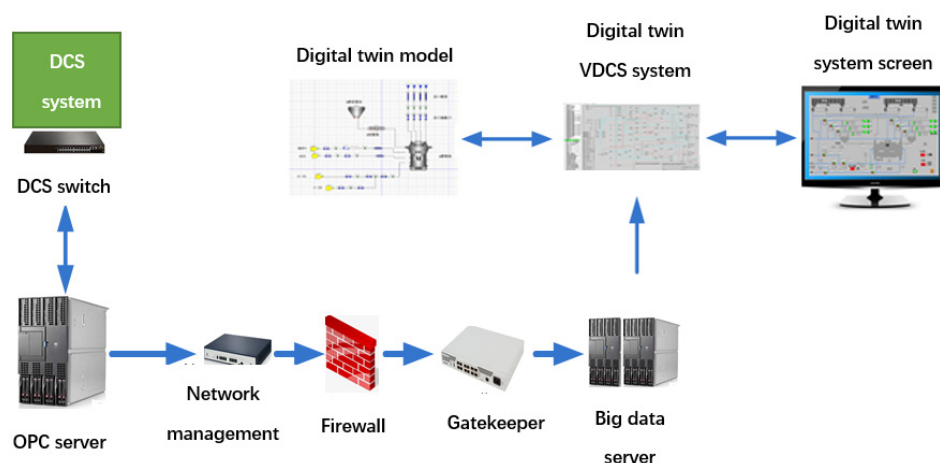 DCS
system
DCS switch
Digital twin model
Digital twin
VDCS system
Digital twin
system screen
OPC server
Network
management
Firewall
Gatekeeper
Big data
server